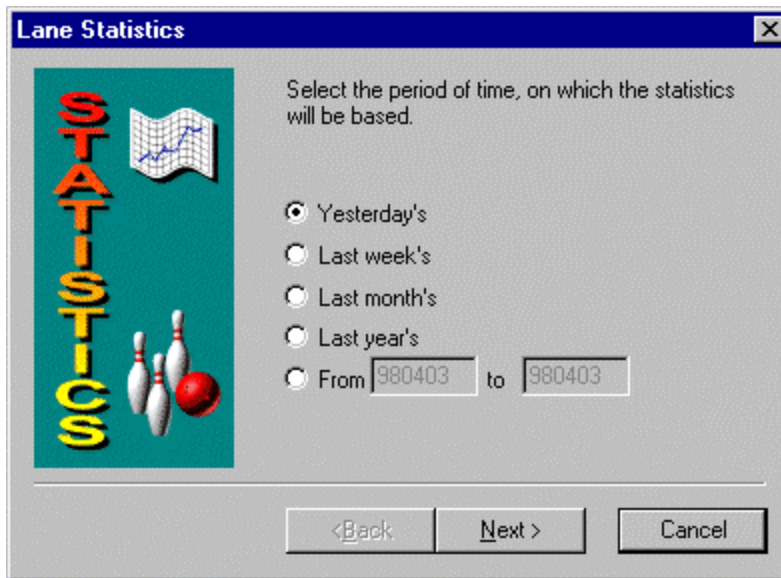 Lane Statistics
STATISTICS
Select the period of time, on which the statistics
will be based.
Yesterday's
Last week's
Last month's
Last year's
From 980403 to 980403
<Back Next > Cancel